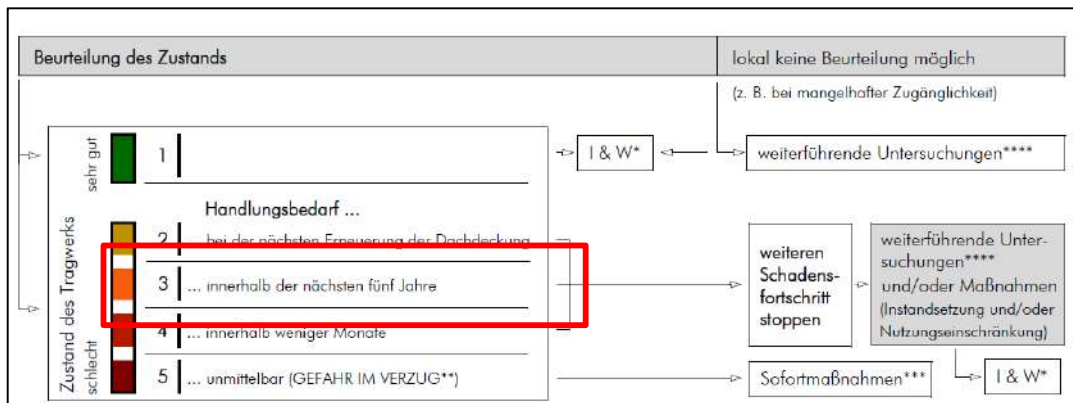 Beurteilung des Zustands
lokal keine Beurteilung möglich
(z. B. bei mangelhafter Zugänglichkeit)
Zustand des Tragwerks
sehr gut
schlecht
1
I & W*
weiterführende Untersuchungen****
Handlungsbedarf ...
2 ... bei der nächsten Erneuerung der Dachdeckung
3 ... innerhalb der nächsten fünf Jahre
4 ... innerhalb weniger Monate
5 ... unmittelbar (GEFAHR IM VERZUG**)
weiteren
Schadens-
fortschritt
stoppen
weiterführende Unter-
suchungen****
und/oder Maßnahmen
(Instandsetzung und/oder
Nutzungseinschränkung)
Sofortmaßnahmen***
I & W*